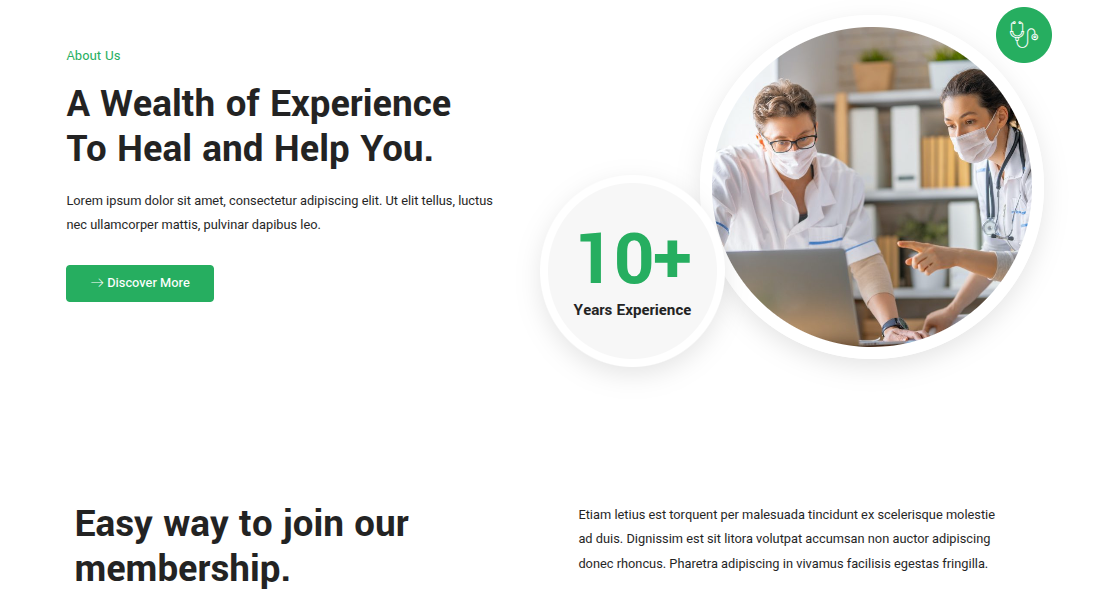 About Us
A Wealth of Experience
To Heal and Help You.
Lorem ipsum dolor sit amet, consectetur adipiscing elit. Ut elit tellus, luctus
nec ullamcorper mattis, pulvinar dapibus leo.
→ Discover More
10+
Years Experience
Easy way to join our
membership.
Etiam letius est torquent per malesuada tincidunt ex scelerisque molestie
ad duis. Dignissim est sit litora volutpat accumsan non auctor adipiscing
donec rhoncus. Pharetra adipiscing in vivamus facilisis egestas fringilla.